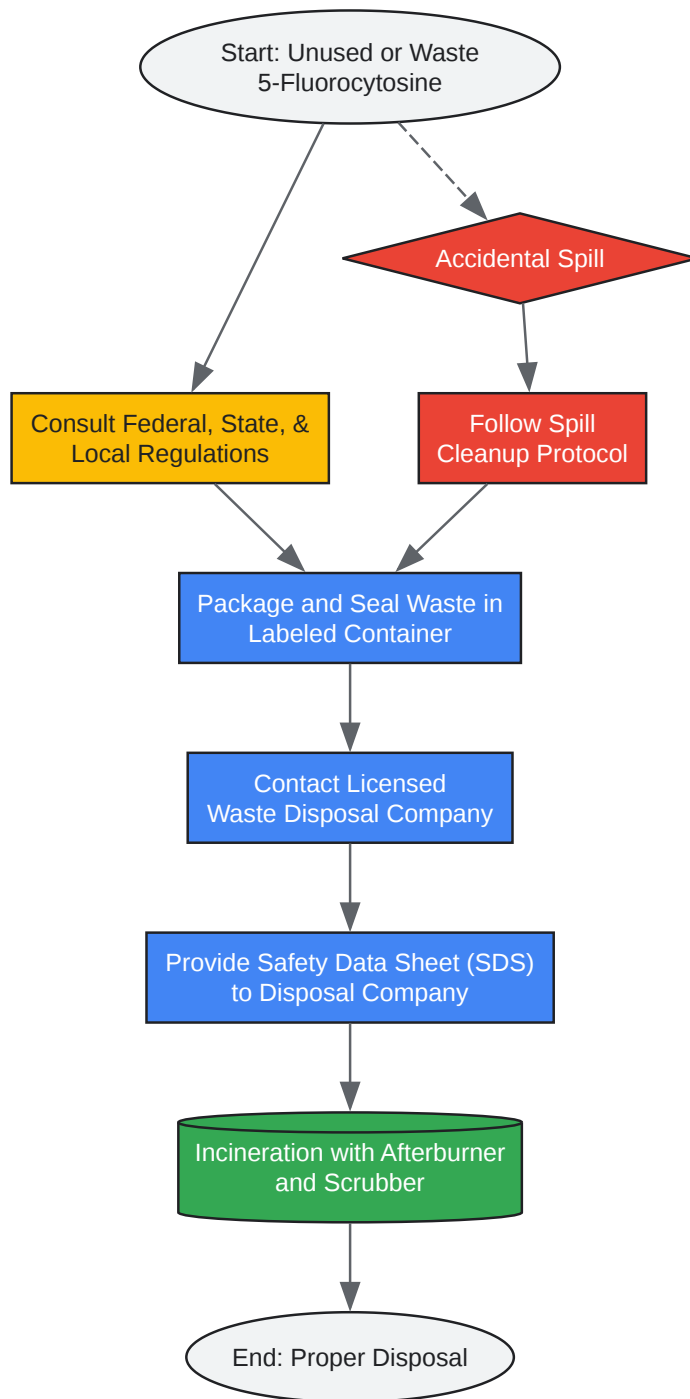 Start: Unused or Waste
5-Fluorocytosine
Accidental Spill
Consult Federal, State, &
Local Regulations
Follow Spill
Cleanup Protocol
Package and Seal Waste in
Labeled Container
Contact Licensed
Waste Disposal Company
Provide Safety Data Sheet (SDS)
to Disposal Company
Incineration with Afterburner
and Scrubber
End: Proper Disposal